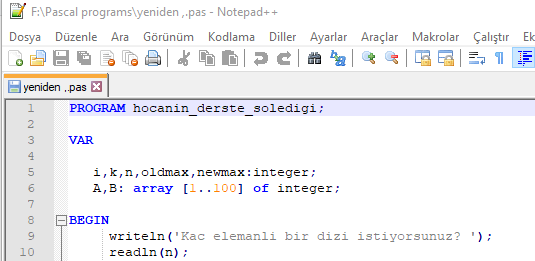 F:\Pascal programs\yeniden ,.pas - Notepad++
Dosya Düzenle Ara Görünüm Kodlama Diller Ayarlar Araçlar Makrolar Çalıştır Ek
yeniden ,.pas
1 PROGRAM hocanin_derste_soledigi;
2
3 VAR
4
5 i,k,n,oldmax,newmax:integer;
6 A,B: array [1..100] of integer;
7
8 BEGIN
9 writeln('Kac elemanli bir dizi istiyorsunuz? ');
10 readln(n);